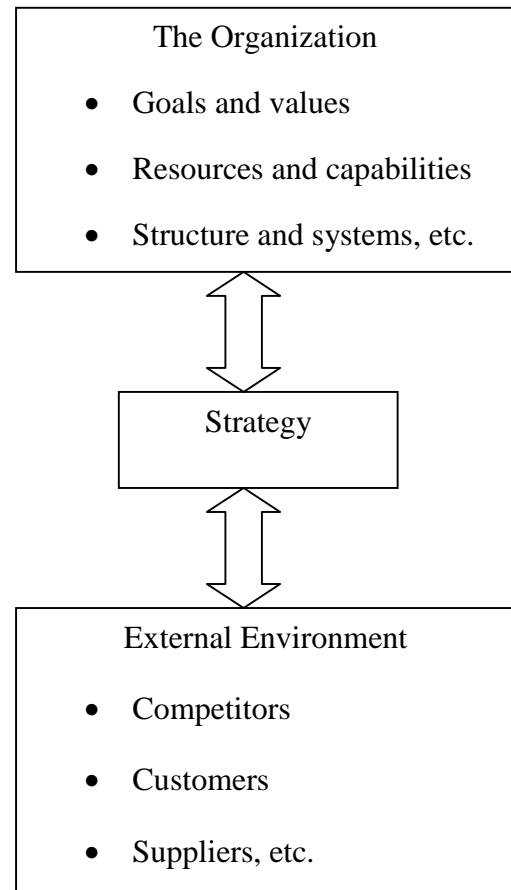 The Organization
• Goals and values
• Resources and capabilities
• Structure and systems, etc.
Strategy
External Environment
• Competitors
• Customers
• Suppliers, etc.